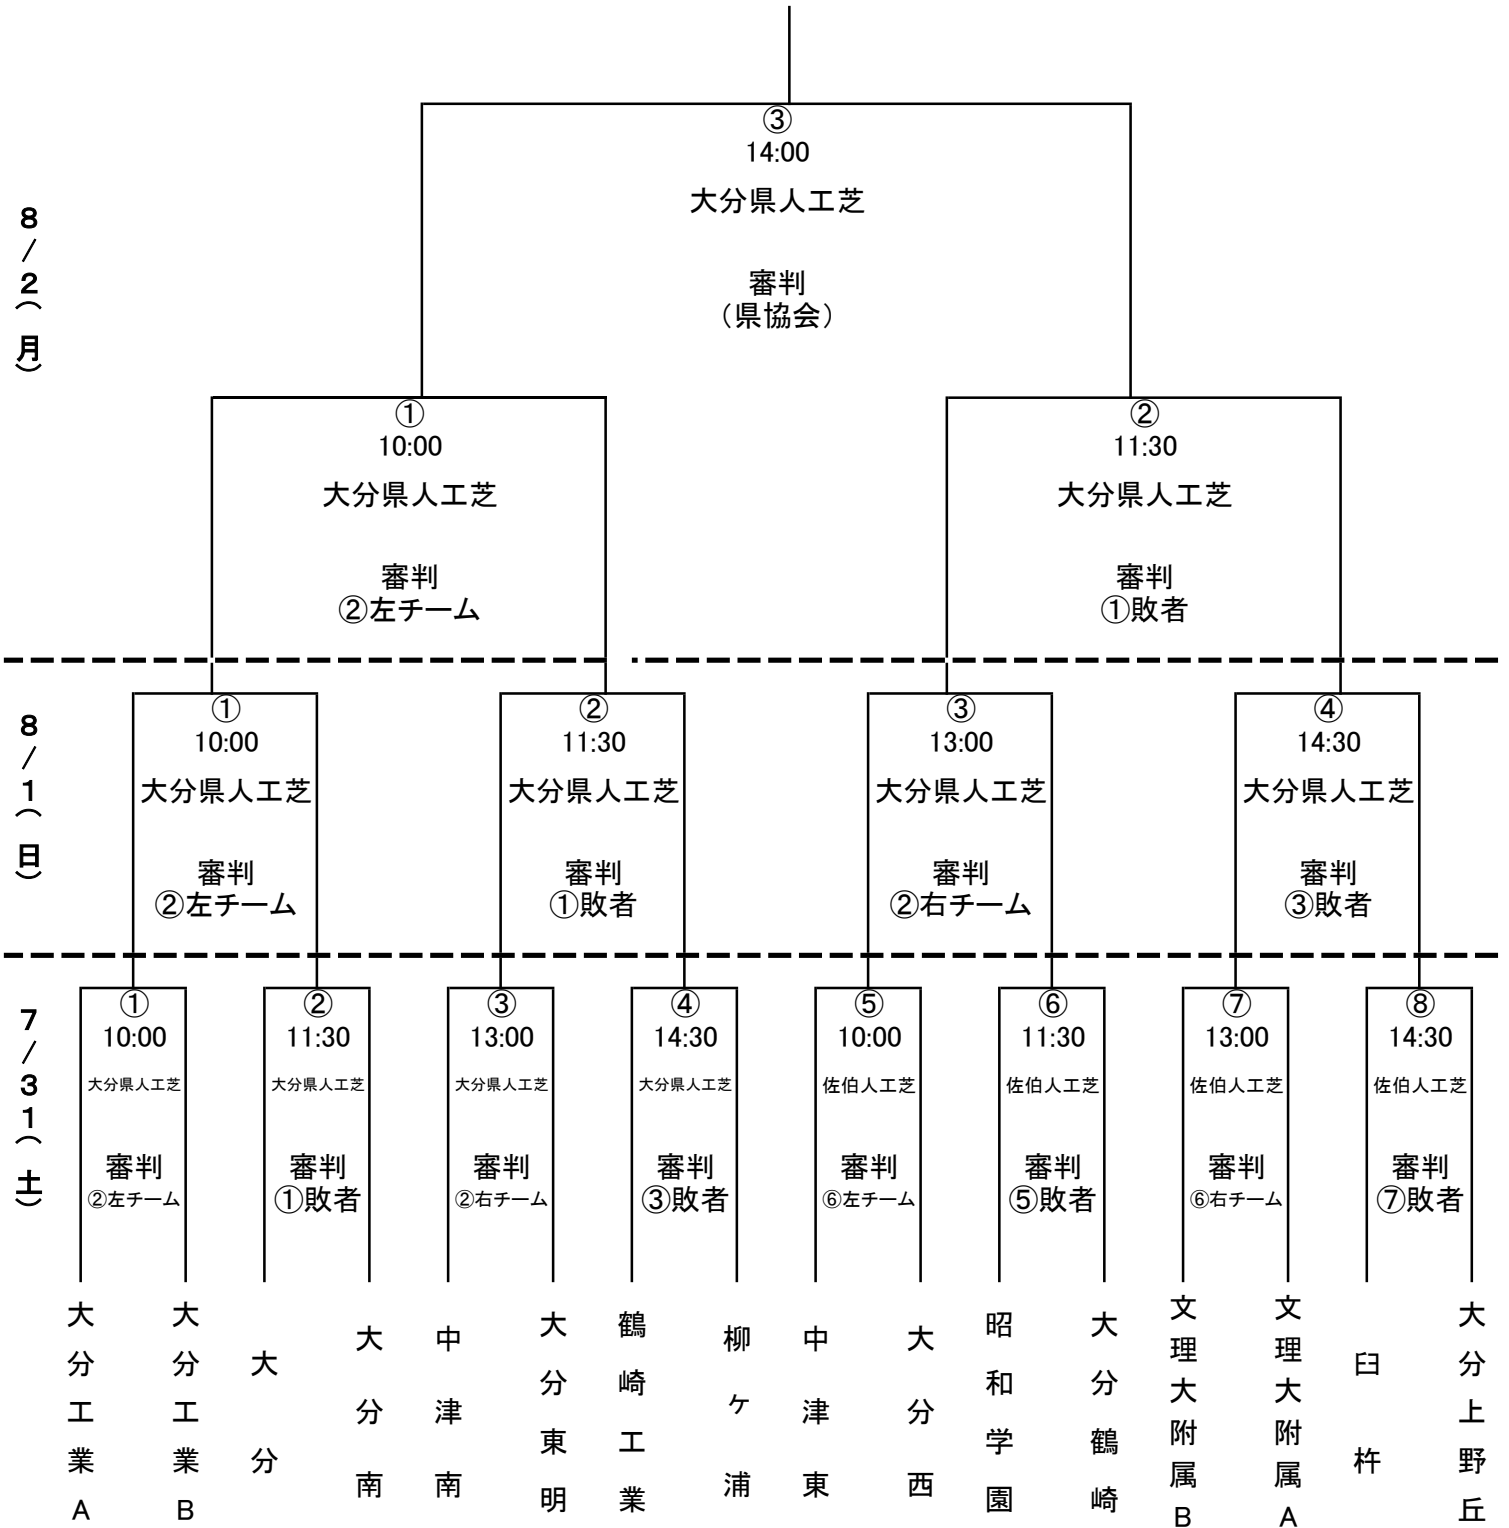 ③
14:00
大分県人工芝
審判
(県協会)
8/2(月)
① ②
10:00 11:30
大分県人工芝 大分県人工芝
審判 審判
②左チーム ①敗者
8/1(日)
① ② ③ ④
10:00 11:30 13:00 14:30
大分県人工芝 大分県人工芝 大分県人工芝 大分県人工芝
審判 審判 審判 審判
②左チーム ①敗者 ②右チーム ③敗者
7/31(土)
① ② ③ ④ ⑤ ⑥ ⑦ ⑧
10:00 11:30 13:00 14:30 10:00 11:30 13:00 14:30
大分県人工芝 大分県人工芝 大分県人工芝 大分県人工芝 佐伯人工芝 佐伯人工芝 佐伯人工芝 佐伯人工芝
審判 審判 審判 審判 審判 審判 審判 審判
②左チーム ①敗者 ②右チーム ③敗者 ⑥左チーム ⑤敗者 ⑥右チーム ⑦敗者
大分工業A
大分工業B
大分
大分南
中津南
大分東明
鶴崎工業
柳ケ浦
中津東
大分西
昭和学園
大分鶴崎
文理大附属B
文理大附属A
臼杵
大分上野丘